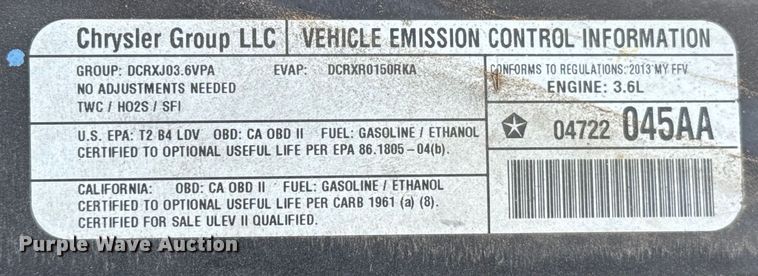 Chrysler Group LLC
VEHICLE EMISSION CONTROL INFORMATION
GROUP: DCRXJ03.6VPA EVAP: DCRXR0150RKA
NO ADJUSTMENTS NEEDED
TWC / HO2S / SFI
CONFORMS TO REGULATIONS: 2013 MY FFV
ENGINE: 3.6L
04722 045AA
U.S. EPA: T2 B4 LDV OBD: CA OBD II FUEL: GASOLINE / ETHANOL
CERTIFIED TO OPTIONAL USEFUL LIFE PER EPA 86.1805-04(b).
CALIFORNIA: OBD: CA OBD II FUEL: GASOLINE / ETHANOL
CERTIFIED TO OPTIONAL USEFUL LIFE PER CARB 1961 (a) (8).
CERTIFIED FOR SALE ULEV II QUALIFIED.
Purple Wave Auction